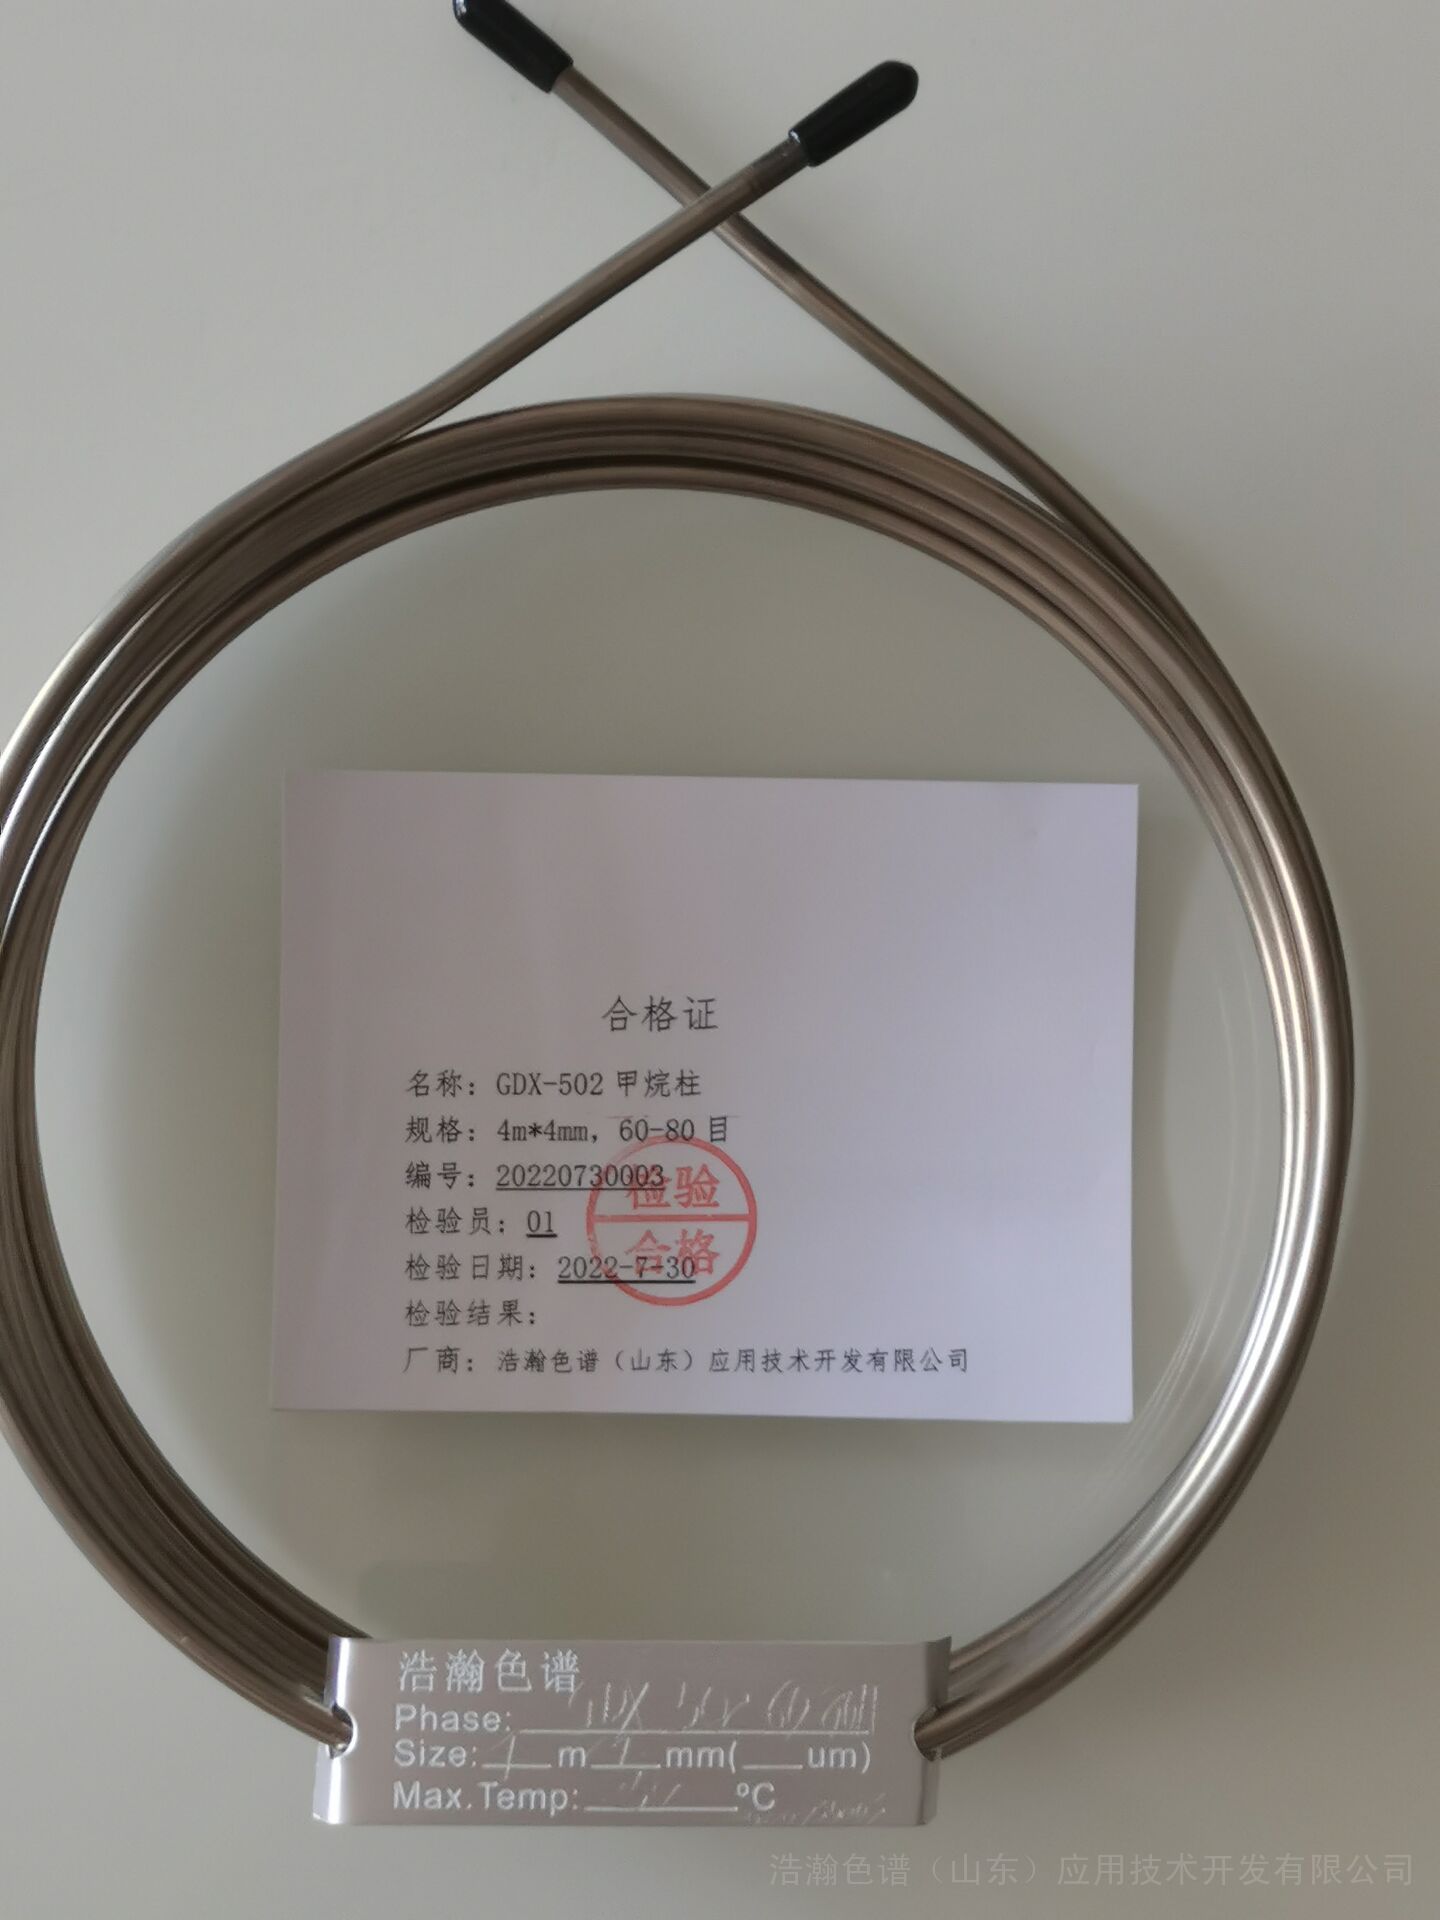 合格证
名称：GDX-502 甲烷柱
规格：4m*4mm，60-80 目
编号：20220730003
检验员：01
检验日期：2022-7-30
检验结果：
厂商：浩瀚色谱（山东）应用技术开发有限公司
检验
合格
浩瀚色谱
Phase:
Size: m mm( um)
Max.Temp: ºC
浩瀚色谱（山东）应用技术开发有限公司